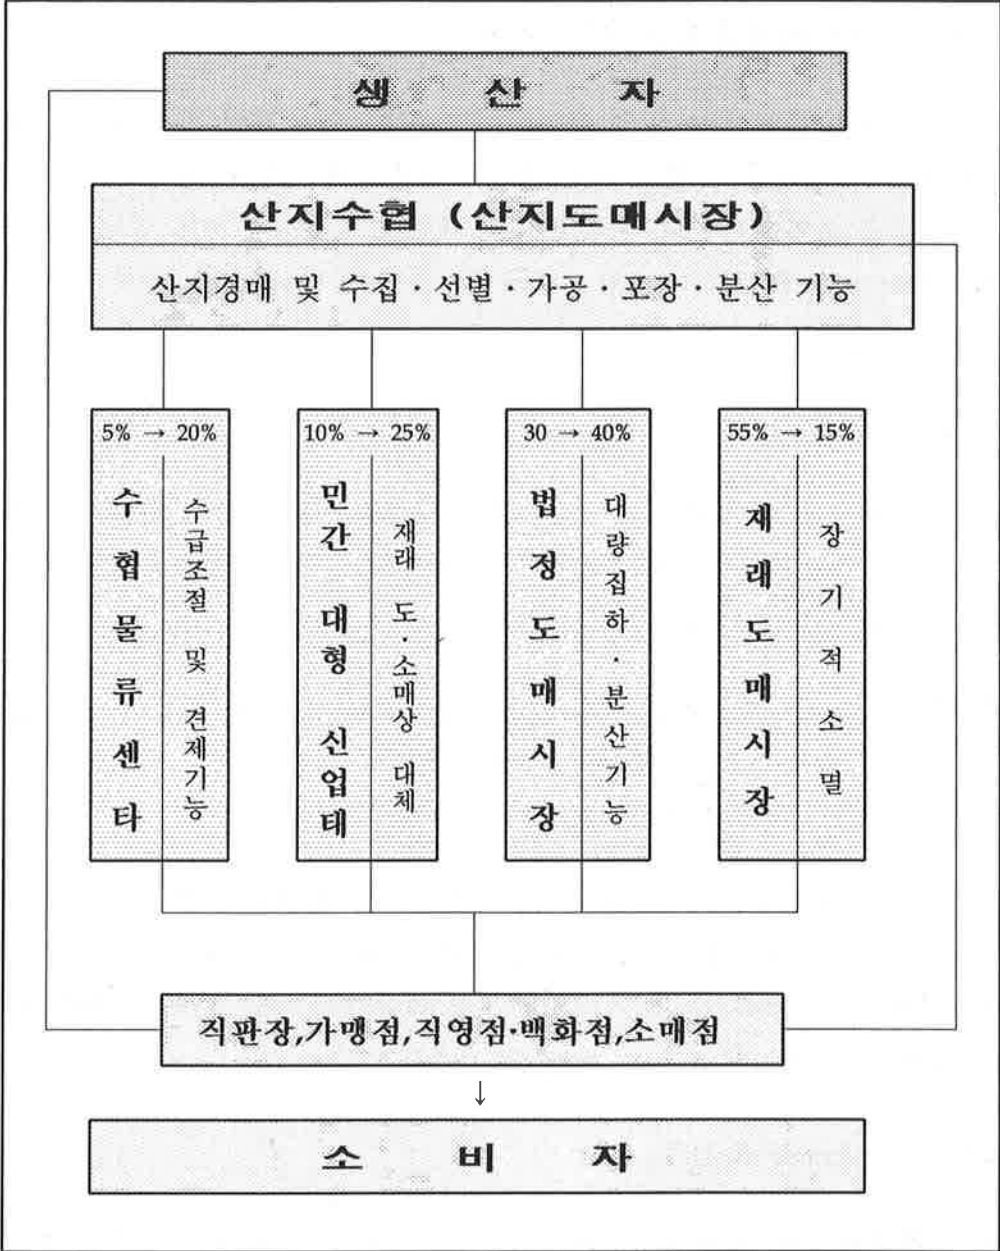 생 산 자
산지수협 (산지도매시장)
산지경매 및 수집·선별·가공·포장·분산 기능
5% → 20%
수협물류센타
수급조절 및 견제기능
10% → 25%
민간 대형 신업태
재래 도·소매상 대체
30 → 40%
법정도매시장
대량집하·분산기능
55% → 15%
재래도매시장
장기적소멸
직판장,가맹점,직영점·백화점,소매점
↓
소 비 자